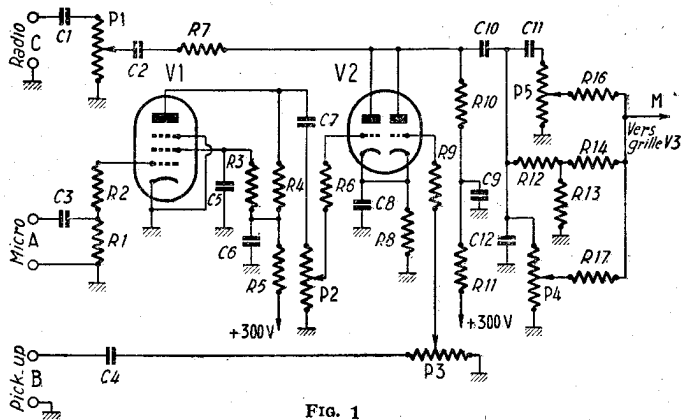 Radio
C
C1
P1
C2
R7
V1
V2
C10
C11
P5
R16
M
Vers
grille V3
R10
R2
R3
R4
C5
C7
R6
R9
C9
R12
R14
R13
C3
Micro
A
R1
C6
R5
P2
C8
R8
R11
C12
P4
R17
+300V
+300V
Pick.up
B
C4
P3
FIG. 1